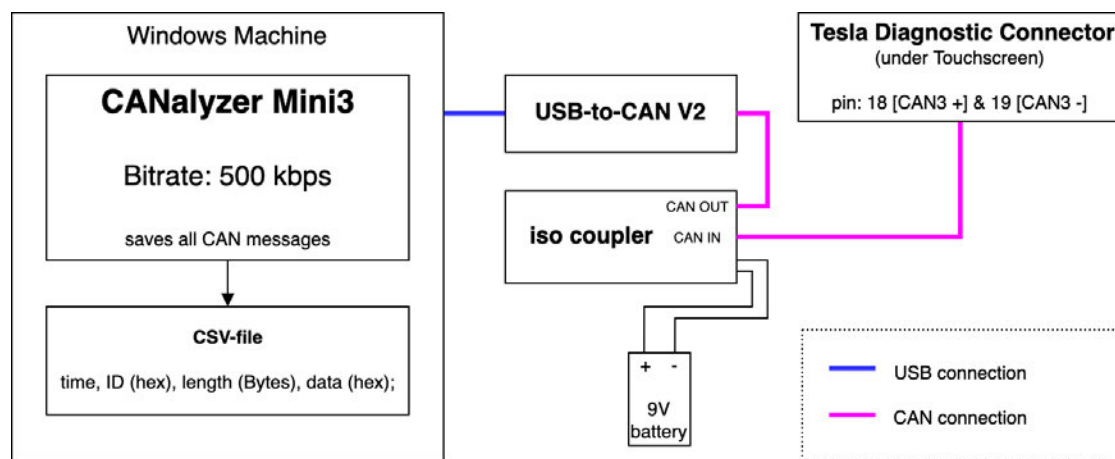 Windows Machine
CANalyzer Mini3
Bitrate: 500 kbps
saves all CAN messages
CSV-file
time, ID (hex), length (Bytes), data (hex);
USB-to-CAN V2
CAN OUT
iso coupler
CAN IN
+ -
9V
battery
Tesla Diagnostic Connector
(under Touchscreen)
pin: 18 [CAN3 +] & 19 [CAN3 -]
USB connection
CAN connection